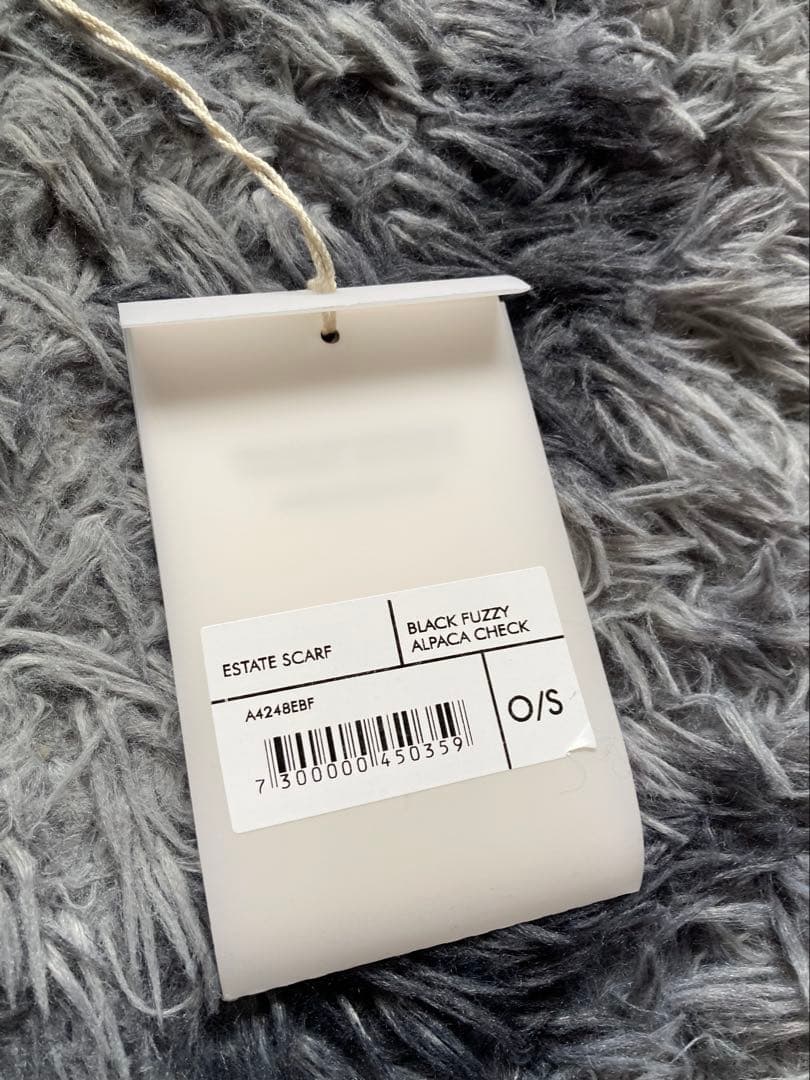 ESTATE SCARF
BLACK FUZZY
ALPACA CHECK
A4248EBF
O/S
7 300000 450359